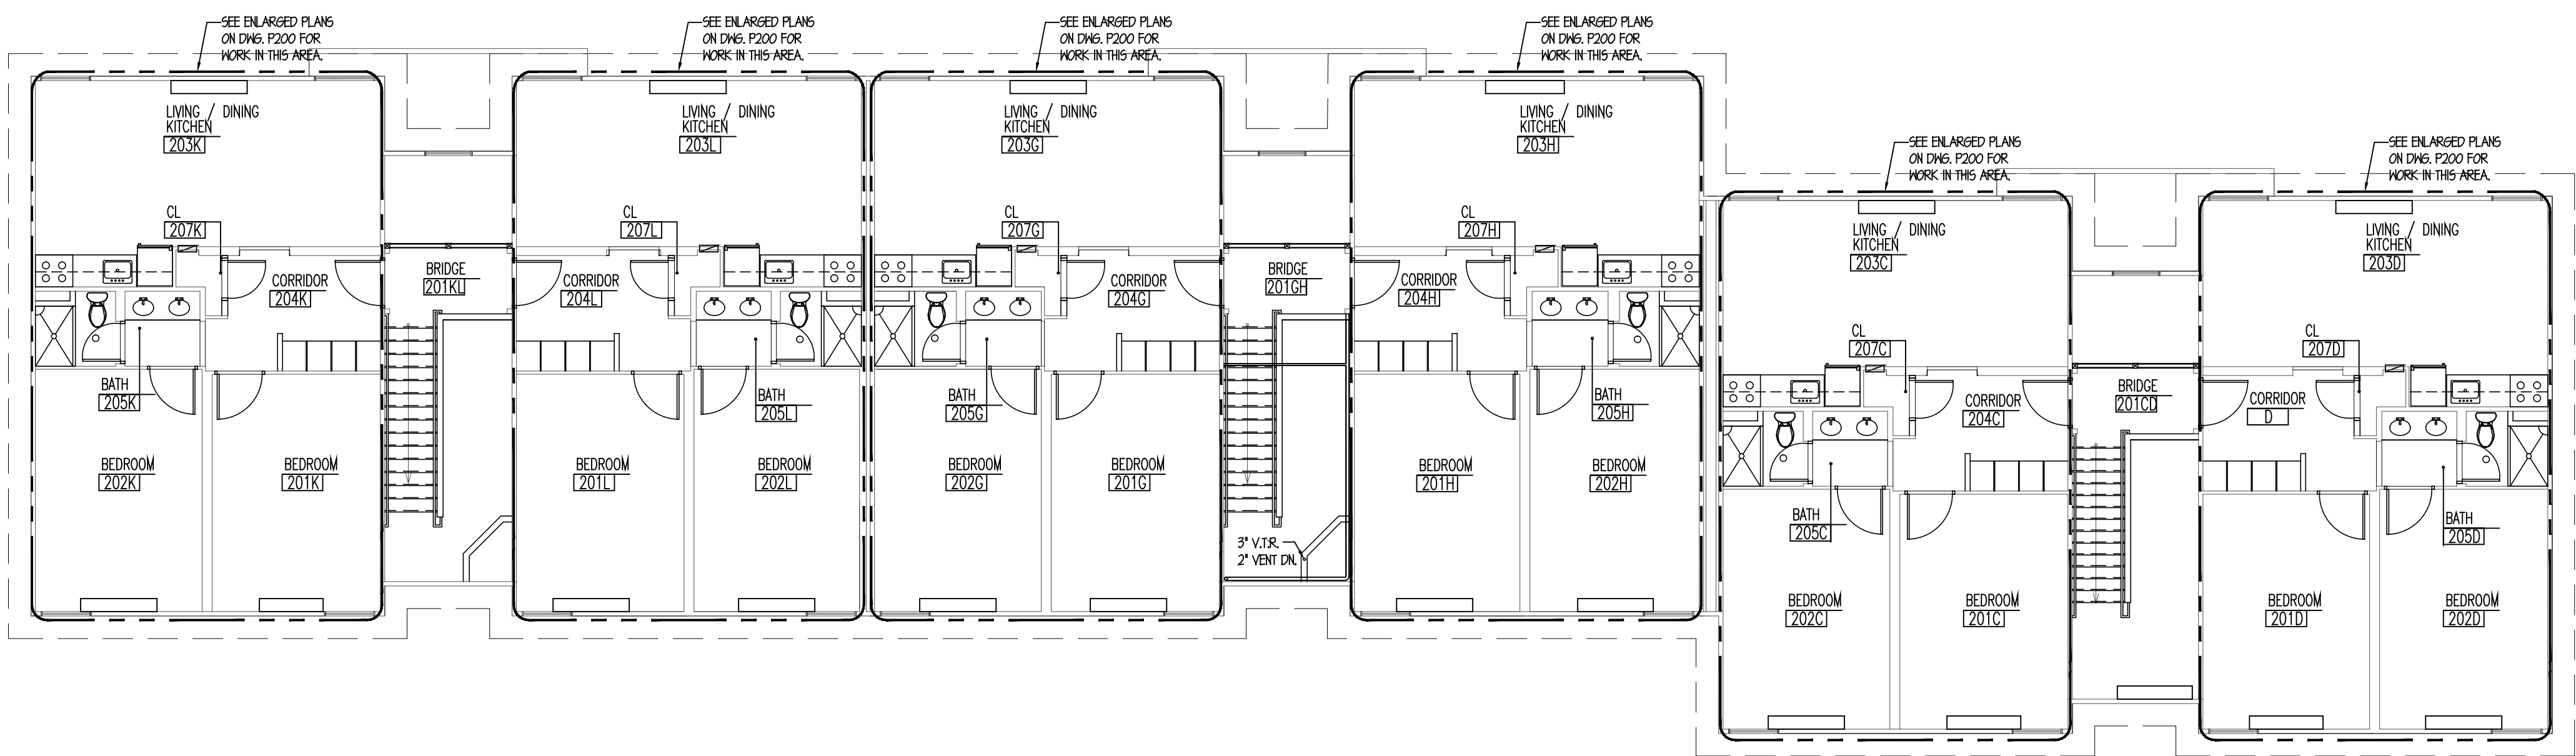 SEE ENLARGED PLANS
ON DWG. P200 FOR
WORK IN THIS AREA.
LIVING / DINING
KITCHEN
203K
CL
207K
CORRIDOR
204K
BATH
205K
BEDROOM
202K
BEDROOM
201K
BRIDGE
201KL
SEE ENLARGED PLANS
ON DWG. P200 FOR
WORK IN THIS AREA.
LIVING / DINING
KITCHEN
203L
CL
207L
CORRIDOR
204L
BATH
205L
BEDROOM
201L
BEDROOM
202L
SEE ENLARGED PLANS
ON DWG. P200 FOR
WORK IN THIS AREA.
LIVING / DINING
KITCHEN
203G
CL
207G
CORRIDOR
204G
BATH
205G
BEDROOM
202G
BEDROOM
201G
BRIDGE
201GH
3" V.T.R.
2" VENT DN.
SEE ENLARGED PLANS
ON DWG. P200 FOR
WORK IN THIS AREA.
LIVING / DINING
KITCHEN
203H
CL
207H
CORRIDOR
204H
BATH
205H
BEDROOM
201H
BEDROOM
202H
SEE ENLARGED PLANS
ON DWG. P200 FOR
WORK IN THIS AREA.
LIVING / DINING
KITCHEN
203C
CL
207C
CORRIDOR
204C
BATH
205C
BEDROOM
202C
BEDROOM
201C
BRIDGE
201CD
SEE ENLARGED PLANS
ON DWG. P200 FOR
WORK IN THIS AREA.
LIVING / DINING
KITCHEN
203D
CL
207D
CORRIDOR
D
BATH
205D
BEDROOM
201D
BEDROOM
202D